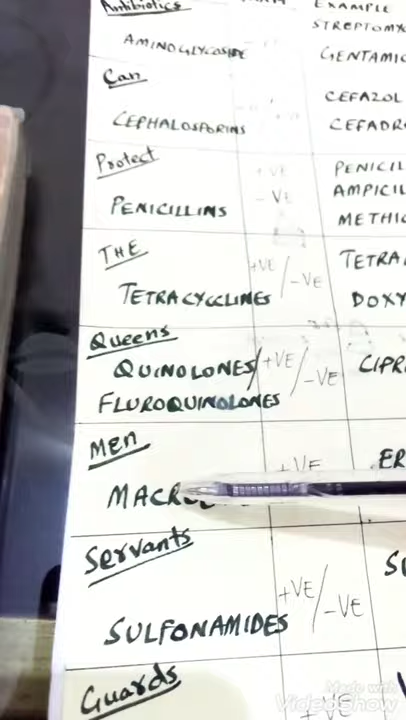 Antibiotics
EXAMPLE
STREPTOM
AMINOGLYCOSIDE
GENTAMIC
Can
CEFAZOL
CEPHALOSPORINS
CEFADR
Protect
+VE
PENICIL
-VE
AMPICIL
PENICILLINS
METHIC
THE
+VE/-VE
TETRA
TETRACYCLINES
DOXY
Queens
QUINOLONES/
+VE/-VE
CIPR
FLUROQUINOLONES
MEN
+VE
ER
MACR
Servants
SULFONAMIDES
+VE/-VE
Guards
+VE
Made with
VideoShow